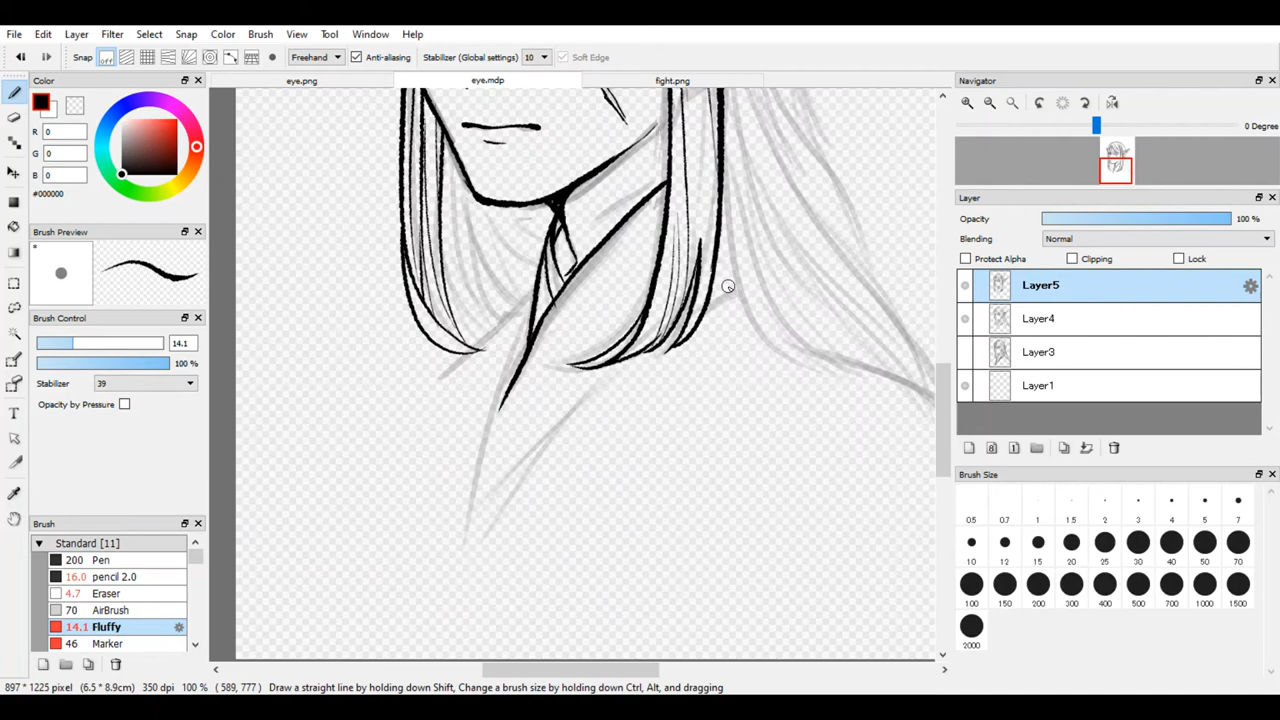 File Edit Layer Filter Select Snap Color Brush View Tool Window Help
Snap off Freehand Anti-aliasing Stabilizer (Global settings) 10 Soft Edge
Color eye.png eye.mdp fight.png Navigator
R 0
G 0
B 0
#000000
0 Degree
Layer
Opacity 100 %
Blending Normal
Protect Alpha Clipping Lock
Layer5
Layer4
Layer3
Layer1
Brush Preview
*
Brush Control
14.1
100 %
Stabilizer 39
Opacity by Pressure
Brush
Standard [11]
200 Pen
16.0 pencil 2.0
4.7 Eraser
70 AirBrush
14.1 Fluffy
46 Marker
Brush Size
0.5 0.7 1 1.5 2 3 4 5 7
10 12 15 20 25 30 40 50 70
100 150 200 300 400 500 700 1000 1500
2000
897 * 1225 pixel (6.5 * 8.9cm) 350 dpi 100 % ( 589, 777 ) Draw a straight line by holding down Shift, Change a brush size by holding down Ctrl, Alt, and dragging